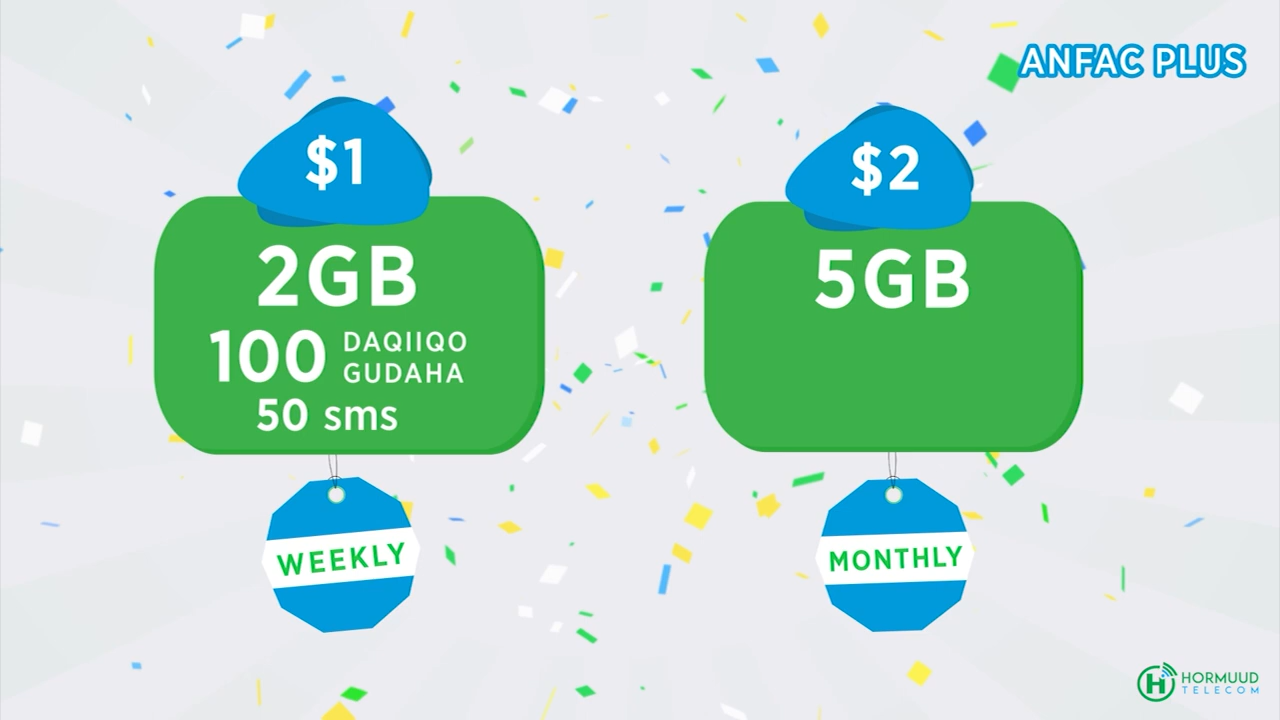 ANFAC PLUS
$1
2GB
100 DAQIIQO
GUDAHA
50 sms
WEEKLY
$2
5GB
MONTHLY
HORMUUD
TELECOM